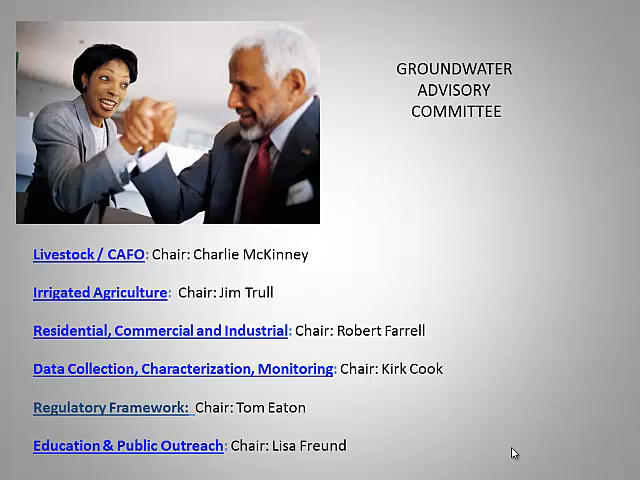 GROUNDWATER
ADVISORY
COMMITTEE
Livestock / CAFO: Chair: Charlie McKinney
Irrigated Agriculture: Chair: Jim Trull
Residential, Commercial and Industrial: Chair: Robert Farrell
Data Collection, Characterization, Monitoring: Chair: Kirk Cook
Regulatory Framework: Chair: Tom Eaton
Education & Public Outreach: Chair: Lisa Freund